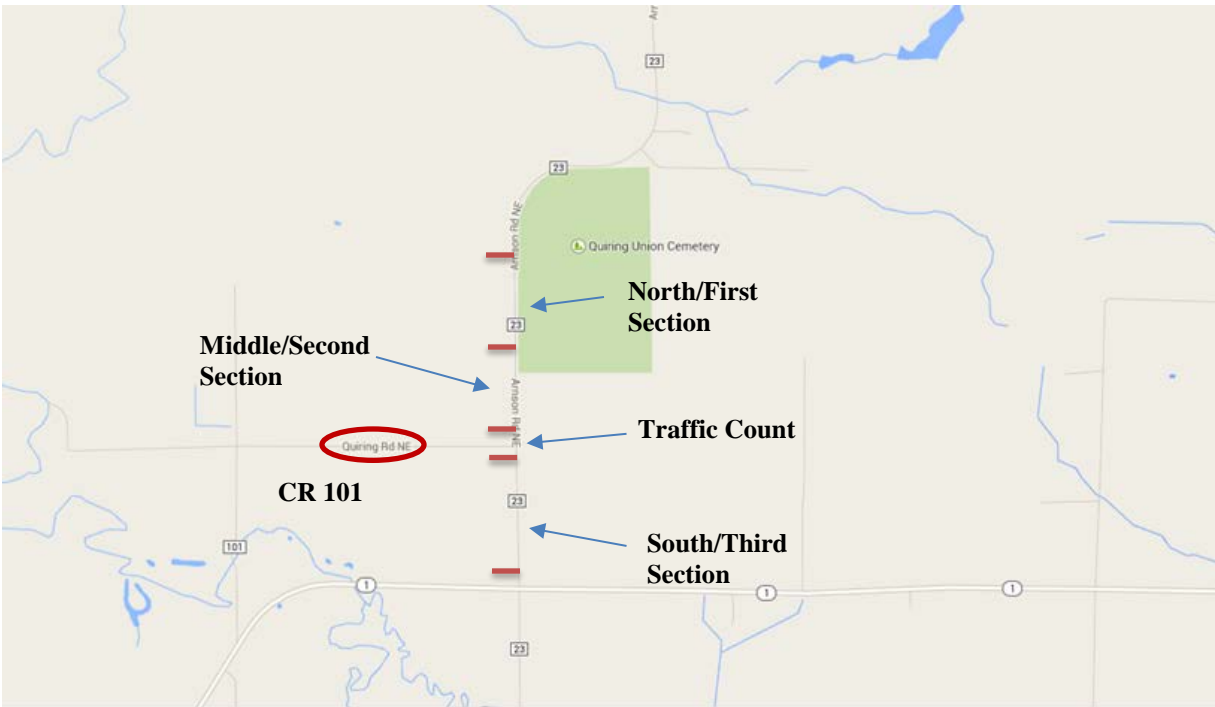 Arr
23
23
Arnson Rd NE
Quiring Union Cemetery
North/First
Section
23
Middle/Second
Section
Arnson Rd NE
Traffic Count
Quiring Rd NE
CR 101
23
South/Third
Section
101
1
1
1
23